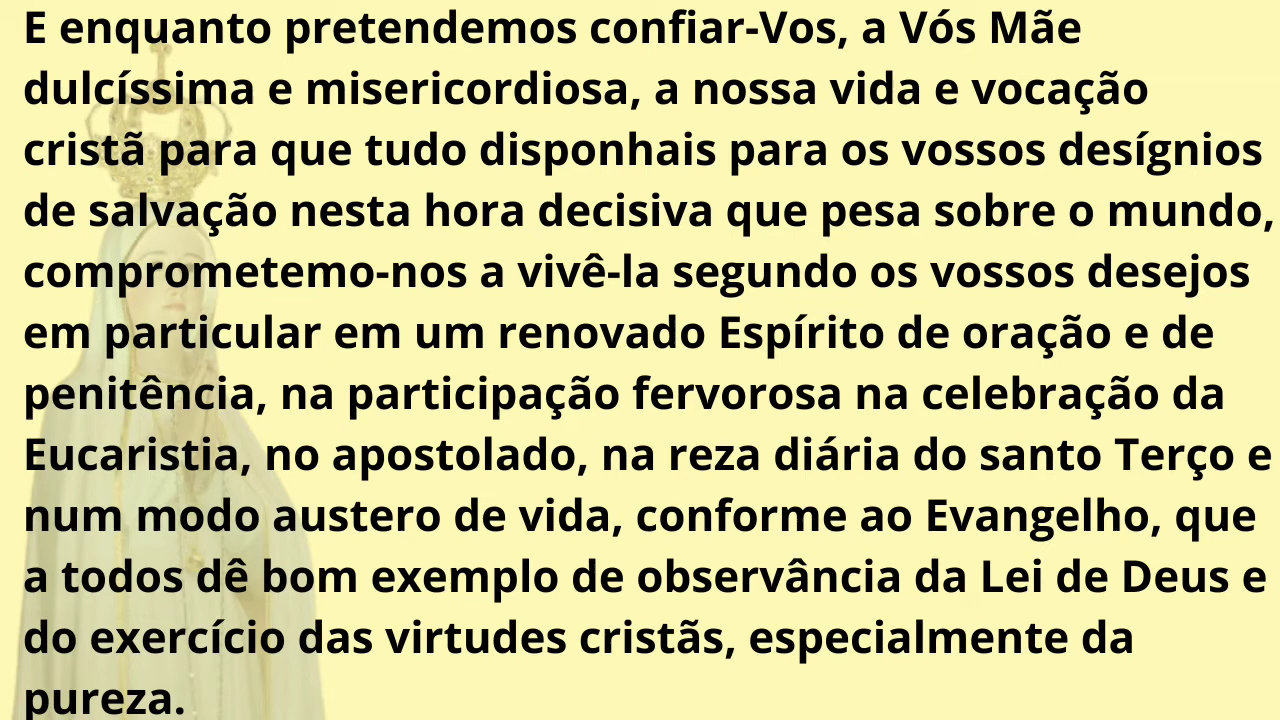 E enquanto pretendemos confiar-Vos, a Vós Mãe
dulcíssima e misericordiosa, a nossa vida e vocação
cristã para que tudo disponhais para os vossos desígnios
de salvação nesta hora decisiva que pesa sobre o mundo,
comprometemo-nos a vivê-la segundo os vossos desejos
em particular em um renovado Espírito de oração e de
penitência, na participação fervorosa na celebração da
Eucaristia, no apostolado, na reza diária do santo Terço e
num modo austero de vida, conforme ao Evangelho, que
a todos dê bom exemplo de observância da Lei de Deus e
do exercício das virtudes cristãs, especialmente da
pureza.